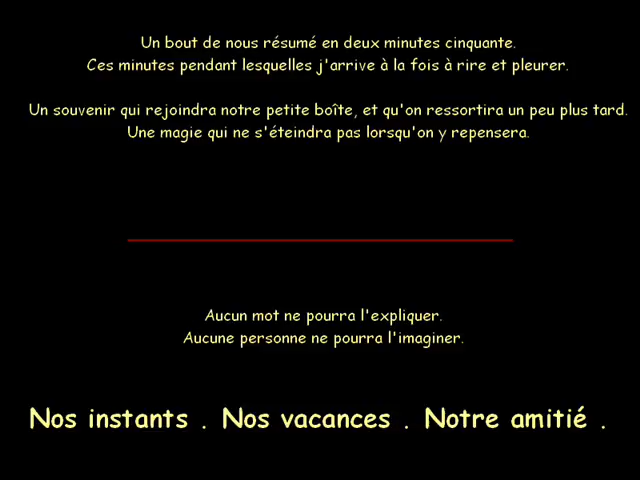 Un bout de nous résumé en deux minutes cinquante.
Ces minutes pendant lesquelles j'arrive à la fois à rire et pleurer.
Un souvenir qui rejoindra notre petite boîte, et qu'on ressortira un peu plus tard.
Une magie qui ne s'éteindra pas lorsqu'on y repensera.
Aucun mot ne pourra l'expliquer.
Aucune personne ne pourra l'imaginer.
Nos instants . Nos vacances . Notre amitié .